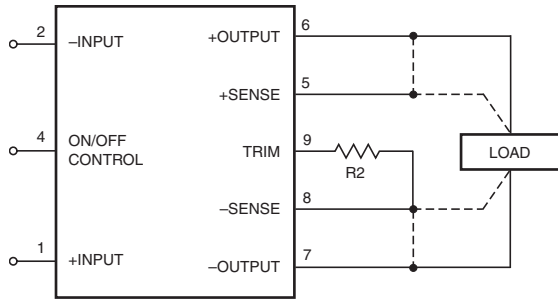 2 –INPUT +OUTPUT 6
+SENSE 5
4 ON/OFF
CONTROL
TRIM 9
R2
LOAD
–SENSE 8
1 +INPUT
–OUTPUT 7